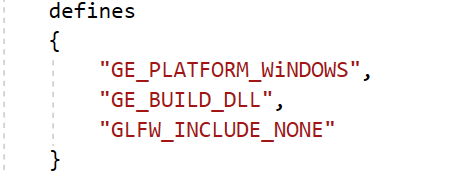 defines
{
"GE_PLATFORM_WiNDOWS",
"GE_BUILD_DLL",
"GLFW_INCLUDE_NONE"
}